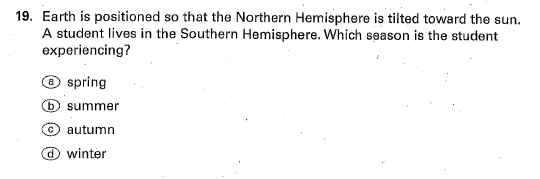 19. Earth is positioned so that the Northern Hemisphere is tilted toward the sun.
A student lives in the Southern Hemisphere. Which season is the student
experiencing?
ⓐ spring
ⓑ summer
ⓒ autumn
ⓓ winter